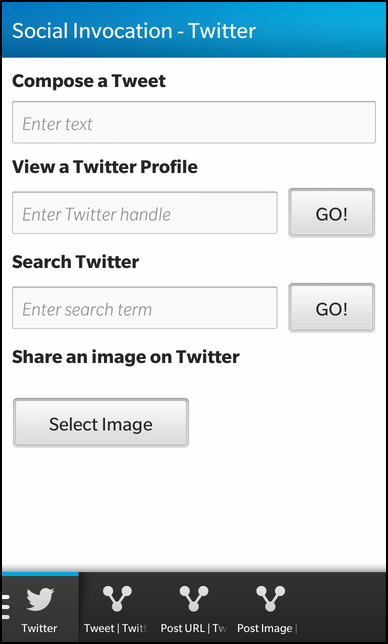 Social Invocation - Twitter
Compose a Tweet
Enter text
View a Twitter Profile
Enter Twitter handle
GO!
Search Twitter
Enter search term
GO!
Share an image on Twitter
Select Image
Twitter
Tweet | Twitt
Post URL | Tw
Post Image |